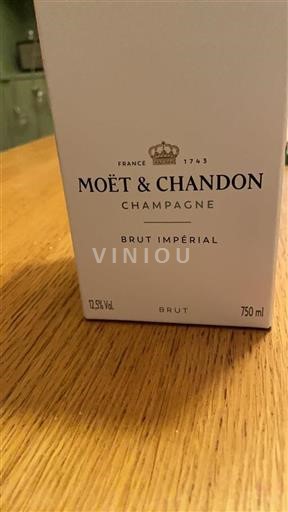 FRANCE 1743
MOËT & CHANDON
CHAMPAGNE
BRUT IMPÉRIAL
VINIOU
12,5% Vol. BRUT 750 ml